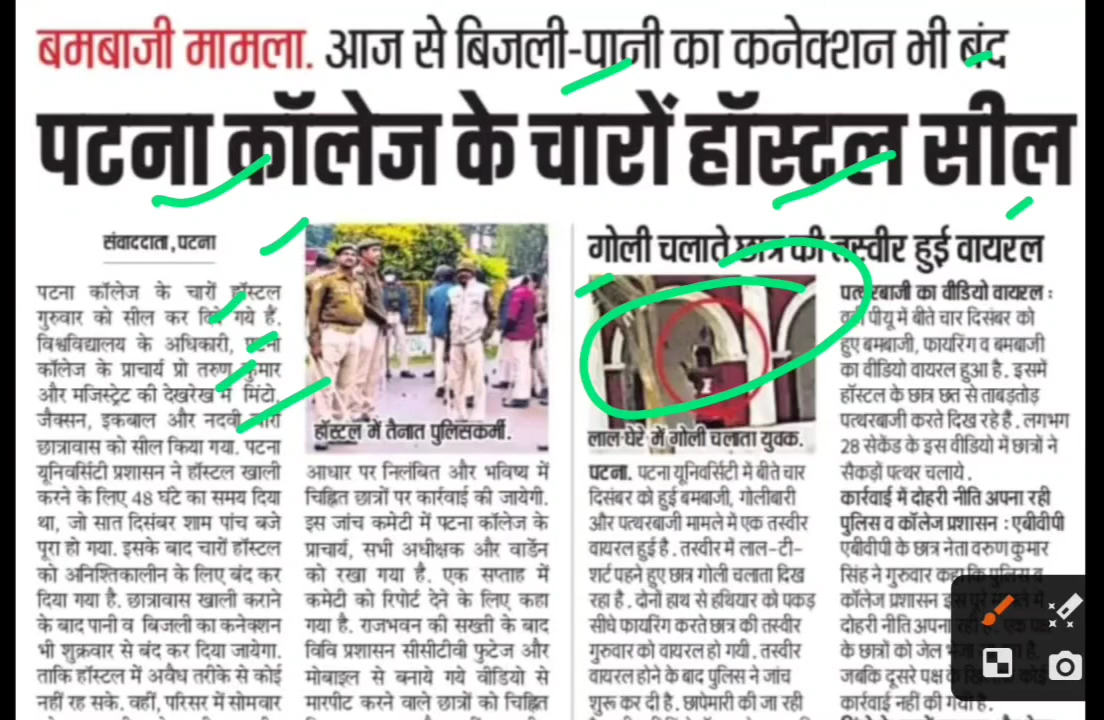 बमबाजी मामला. आज से बिजली-पानी का कनेक्शन भी बंद
पटना कॉलेज के चारों हॉस्टल सील
संवाददाता, पटना
पटना कॉलेज के चारों हॉस्टल
गुरुवार को सील कर दिये गये हैं.
विश्वविद्यालय के अधिकारी, पटना
कॉलेज के प्राचार्य प्रो तरुण कुमार
और मजिस्ट्रेट की देखरेख में मिंटो,
जैक्सन, इकबाल और नदवी चारों
छात्रावास को सील किया गया. पटना
यूनिवर्सिटी प्रशासन ने हॉस्टल खाली
करने के लिए 48 घंटे का समय दिया
था, जो सात दिसंबर शाम पांच बजे
पूरा हो गया. इसके बाद चारों हॉस्टल
को अनिश्तिकालीन के लिए बंद कर
दिया गया है. छात्रावास खाली कराने
के बाद पानी व बिजली का कनेक्शन
भी शुक्रवार से बंद कर दिया जायेगा.
ताकि हॉस्टल में अवैध तरीके से कोई
नहीं रह सके. वहीं, परिसर में सोमवार
हॉस्टल में तैनात पुलिसकर्मी.
आधार पर निलंबित और भविष्य में
चिह्नित छात्रों पर कार्रवाई की जायेगी.
इस जांच कमेटी में पटना कॉलेज के
प्राचार्य, सभी अधीक्षक और वार्डेन
को रखा गया है. एक सप्ताह में
कमेटी को रिपोर्ट देने के लिए कहा
गया है. राजभवन की सख्ती के बाद
विवि प्रशासन सीसीटीवी फुटेज और
मोबाइल से बनाये गये वीडियो से
मारपीट करने वाले छात्रों को चिह्नित
गोली चलाते छात्र की तस्वीर हुई वायरल
लाल घेरे में गोली चलाता युवक.
पटना. पटना यूनिवर्सिटी में बीते चार
दिसंबर को हुई बमबाजी, गोलीबारी
और पत्थरबाजी मामले में एक तस्वीर
वायरल हुई है. तस्वीर में लाल-टी-
शर्ट पहने हुए छात्र गोली चलाता दिख
रहा है. दोनों हाथ से हथियार को पकड़
सीधे फायरिंग करते छात्र की तस्वीर
गुरुवार को वायरल हो गयी. तस्वीर
वायरल होने के बाद पुलिस ने जांच
शुरू कर दी है. छापेमारी की जा रही
पत्थरबाजी का वीडियो वायरल :
वहीं पीयू में बीते चार दिसंबर को
हुए बमबाजी, फायरिंग व बमबाजी
का वीडियो वायरल हुआ है. इसमें
हॉस्टल के छात्र छत से ताबड़तोड़
पत्थरबाजी करते दिख रहे हैं. लगभग
28 सेकेंड के इस वीडियो में छात्रों ने
सैकड़ों पत्थर चलाये.
कार्रवाई में दोहरी नीति अपना रही
पुलिस व कॉलेज प्रशासन : एबीवीपी
एबीवीपी के छात्र नेता वरुण कुमार
सिंह ने गुरुवार कहा कि पुलिस व
कॉलेज प्रशासन इस पूरे मामले में
दोहरी नीति अपना रही है. एक पक्ष
के छात्रों को जेल भेजा है.
जबकि दूसरे पक्ष के कोई
कार्रवाई नहीं की गयी है.